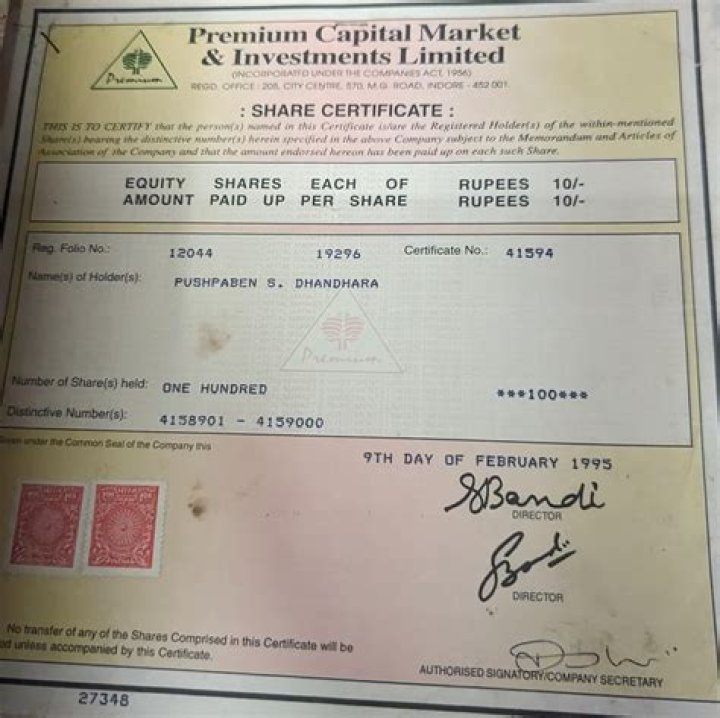 Premium Capital Market
& Investments Limited
(INCORPORATED UNDER THE COMPANIES ACT, 1956)
REGD. OFFICE : 206, CITY CENTRE, 570, M.G. ROAD, INDORE - 452 001.
Premium
: SHARE CERTIFICATE :
THIS IS TO CERTIFY that the person(s) named in this Certificate is/are the Registered Holder(s) of the within-mentioned
Share(s) bearing the distinctive number(s) herein specified in the above Company subject to the Memorandum and Articles of
Association of the Company and that the amount endorsed hereon has been paid up on each such Share.
EQUITY SHARES EACH OF RUPEES 10/-
AMOUNT PAID UP PER SHARE RUPEES 10/-
Reg. Folio No.: 12044 19296 Certificate No.: 41594
Name(s) of Holder(s): PUSHPABEN S. DHANDHARA
Premium
Number of Share(s) held: ONE HUNDRED ***100***
Distinctive Number(s): 4158901 - 4159000
Given under the Common Seal of the Company this
9TH DAY OF FEBRUARY 1995
SBandi
DIRECTOR
DIRECTOR
No transfer of any of the Shares Comprised in this Certificate will be
ed unless accompanied by this Certificate.
AUTHORISED SIGNATORY/COMPANY SECRETARY
27348